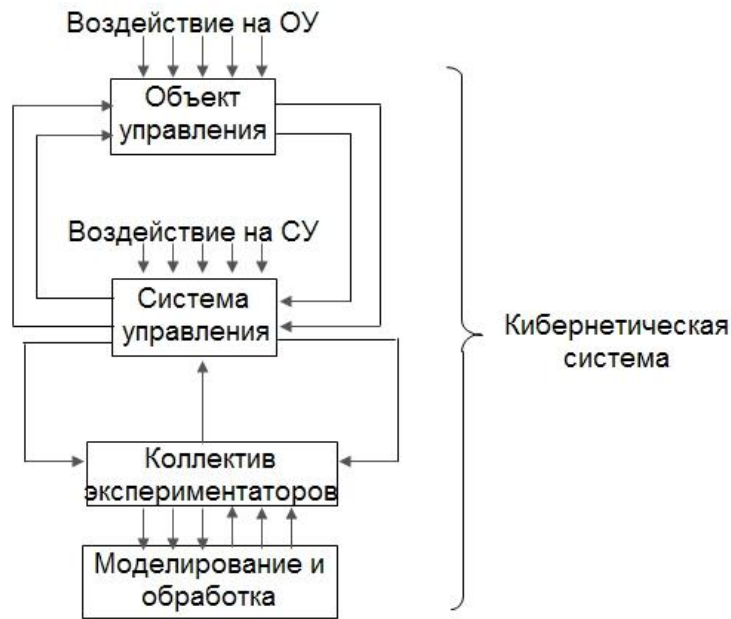 Воздействие на ОУ
Объект
управления
Воздействие на СУ
Система
управления
Кибернетическая
система
Коллектив
экспериментаторов
Моделирование и
обработка